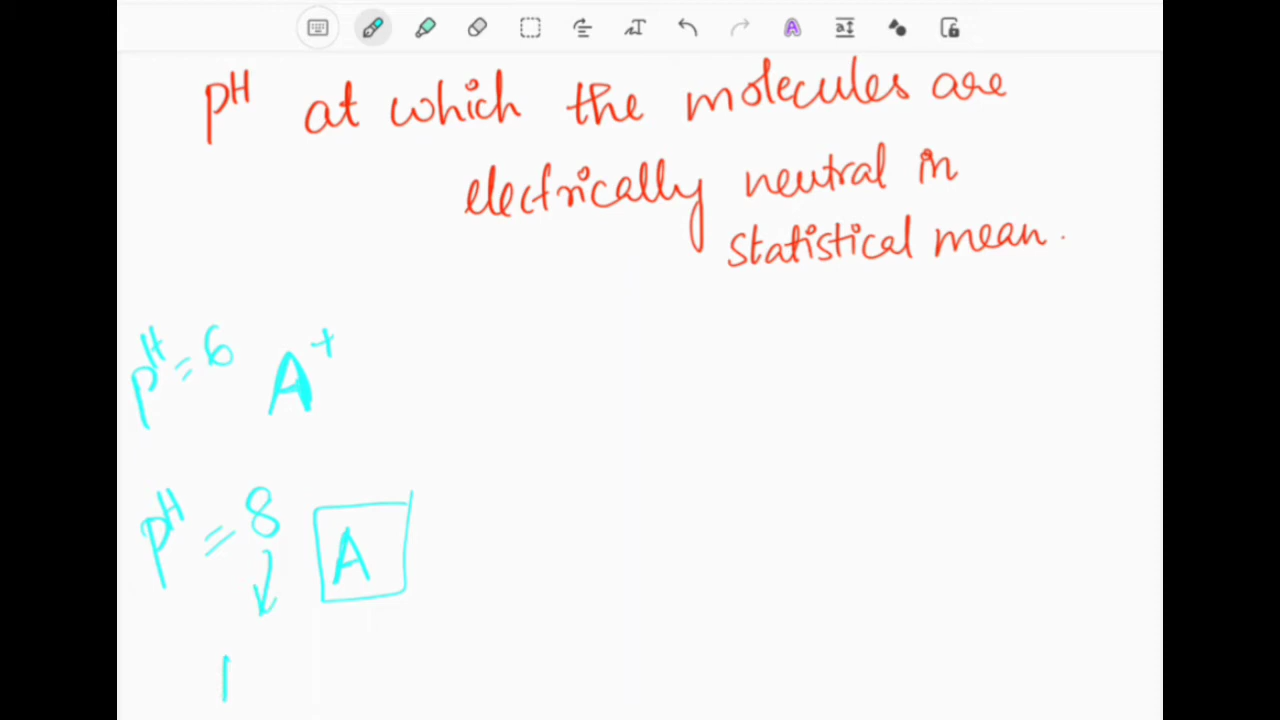 pH at which the molecules are
electrically neutral in
statistical mean.
pH = 6 A+
pH = 8 A
I